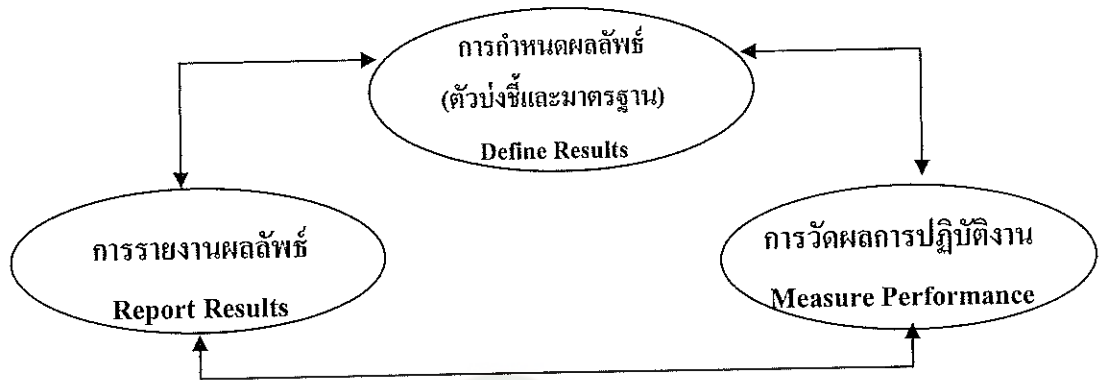 การกำหนดผลลัพธ์
(ตัวบ่งชี้และมาตรฐาน)
Define Results
การรายงานผลลัพธ์
Report Results
การวัดผลการปฏิบัติงาน
Measure Performance